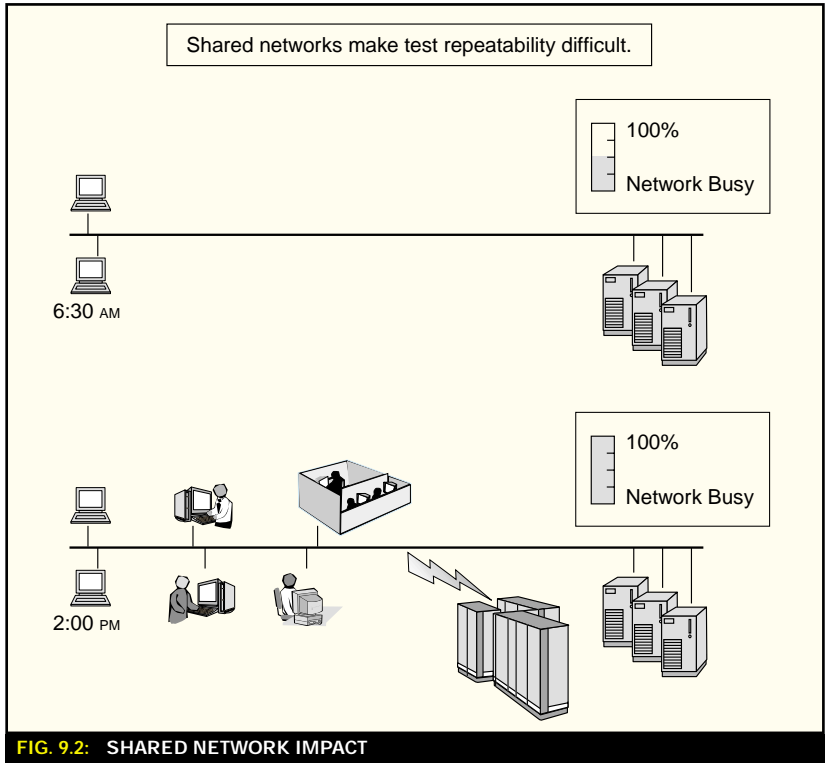 Shared networks make test repeatability difficult.
100%
Network Busy
6:30 AM
100%
Network Busy
2:00 PM
FIG. 9.2: SHARED NETWORK IMPACT